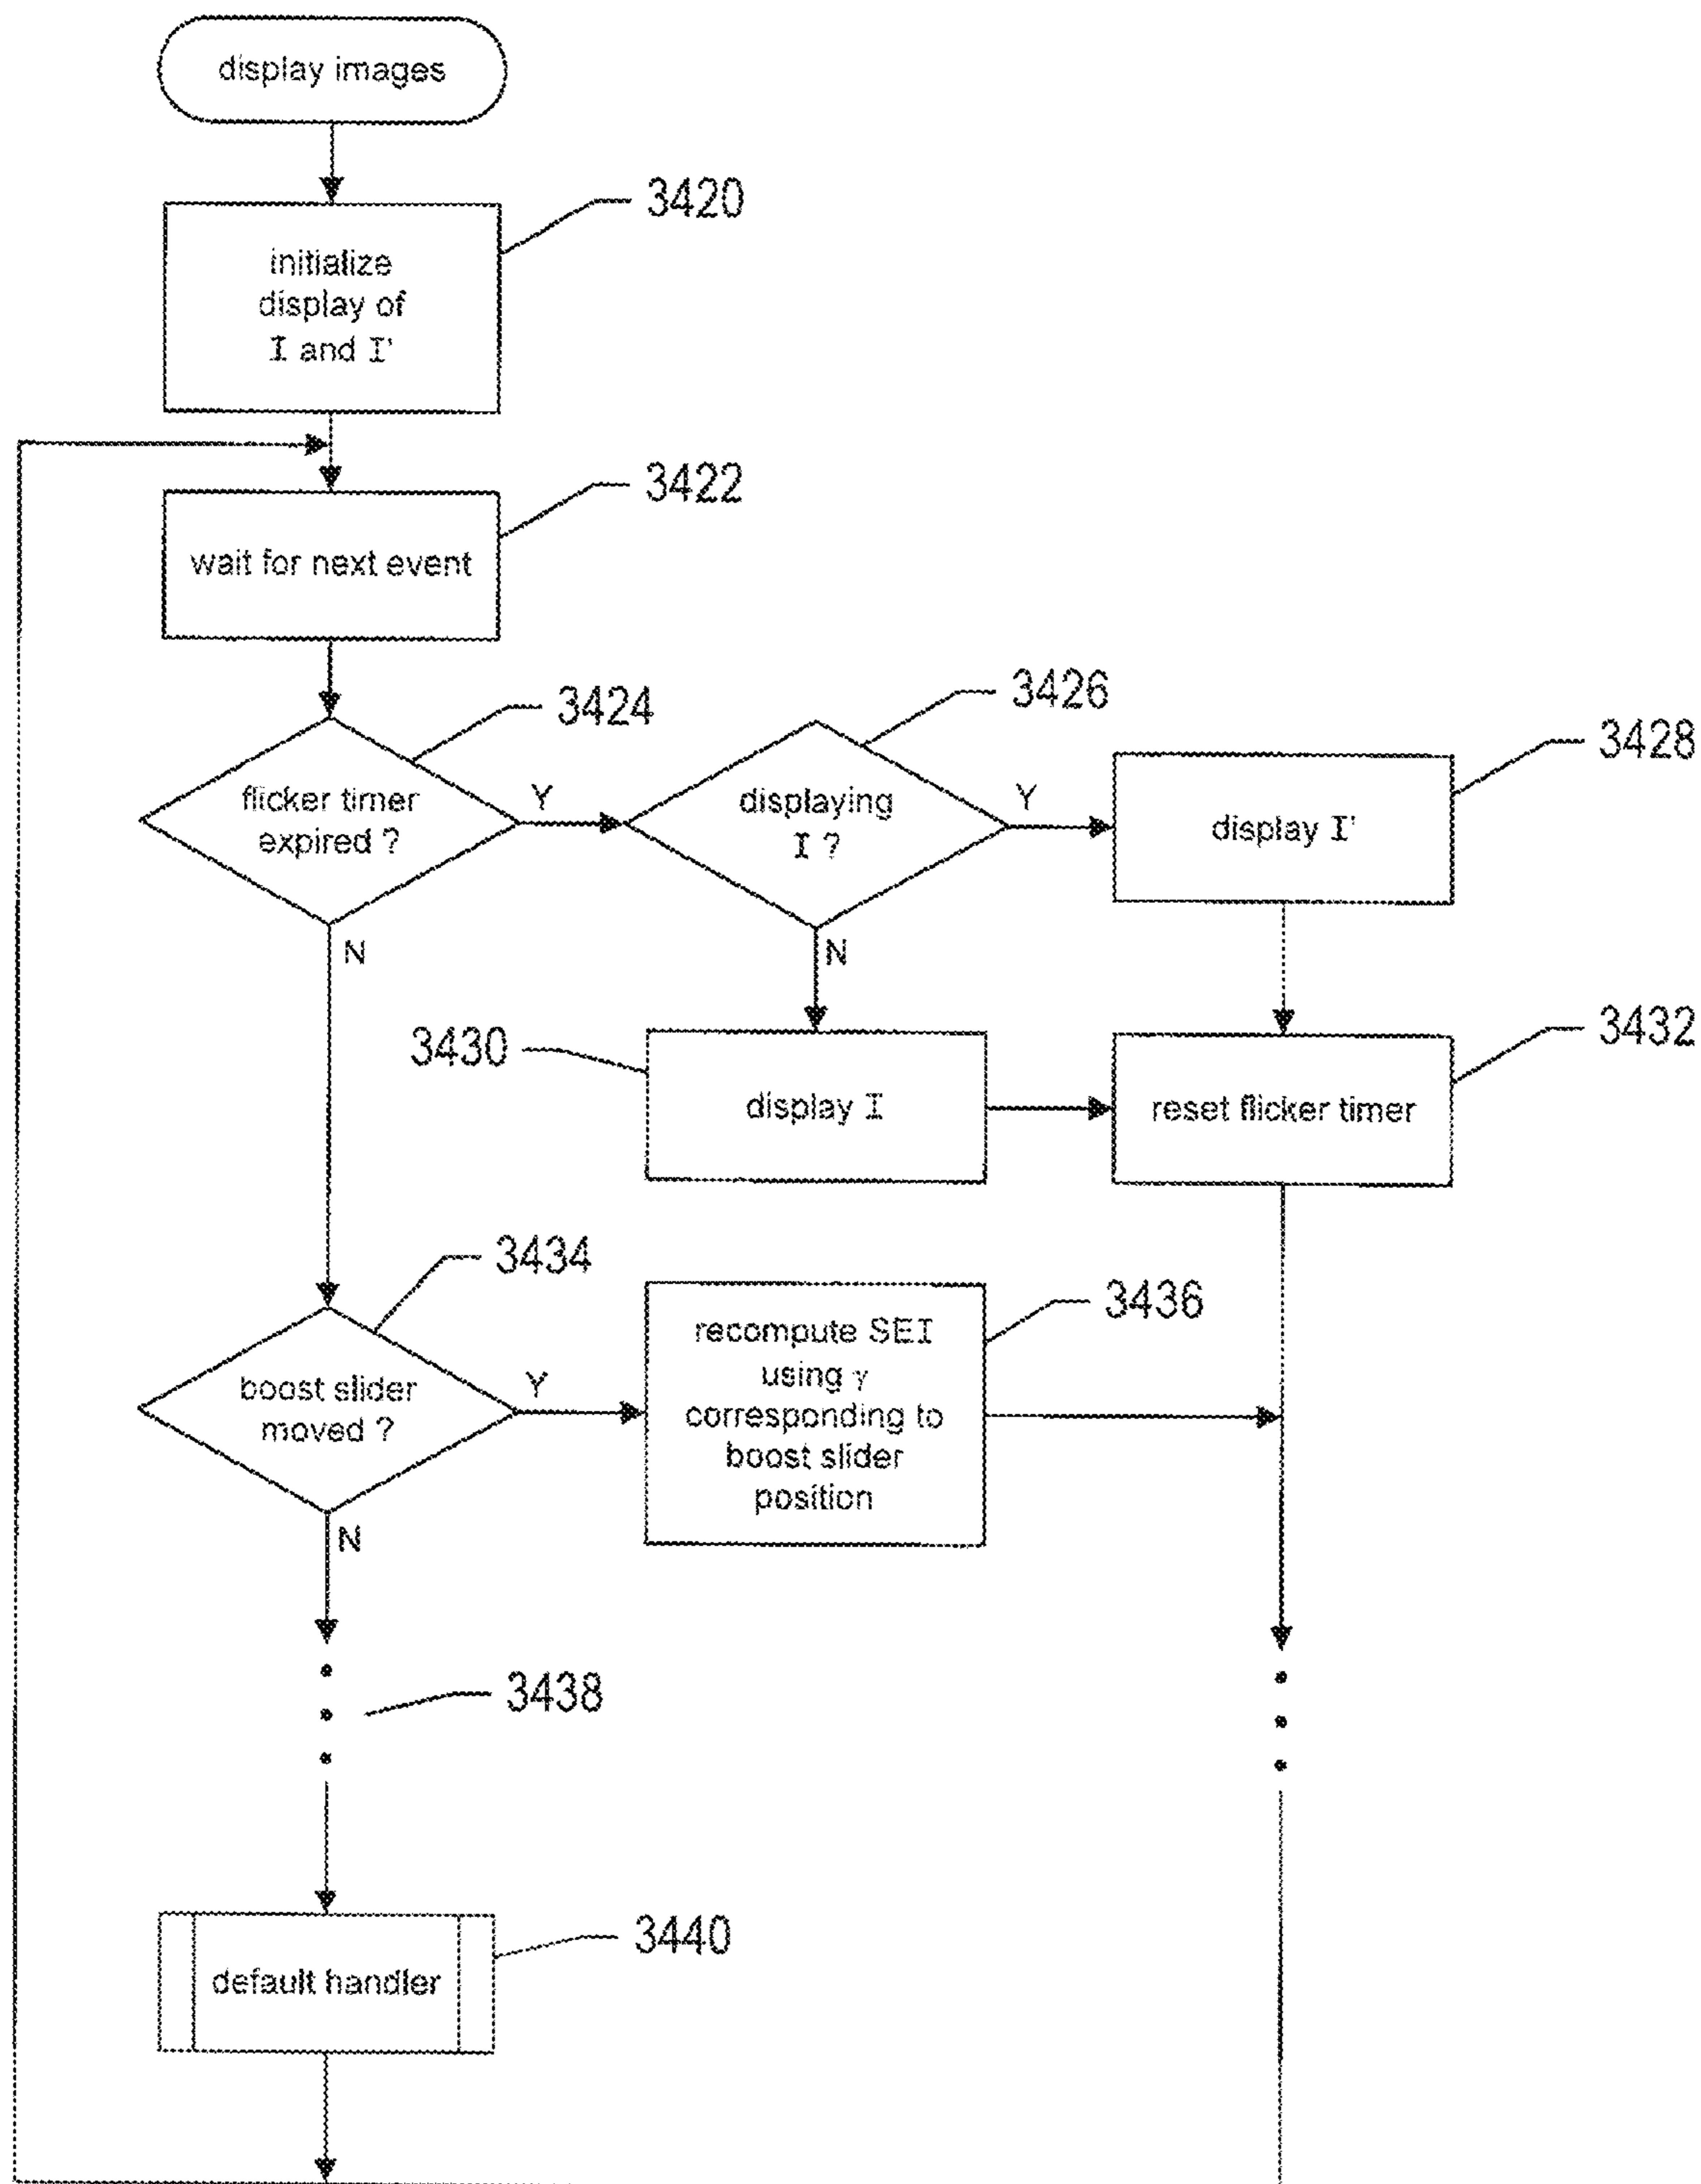 display images
3420
initialize
display of
I and I'
3422
wait for next event
3424
flicker timer
expired ?
Y
N
3426
displaying
I ?
Y
N
3428
display I'
3430
display I
3432
reset flicker timer
3434
boost slider
moved ?
Y
N
3436
recompute SEI
using γ
corresponding to
boost slider
position
3438
3440
default handler